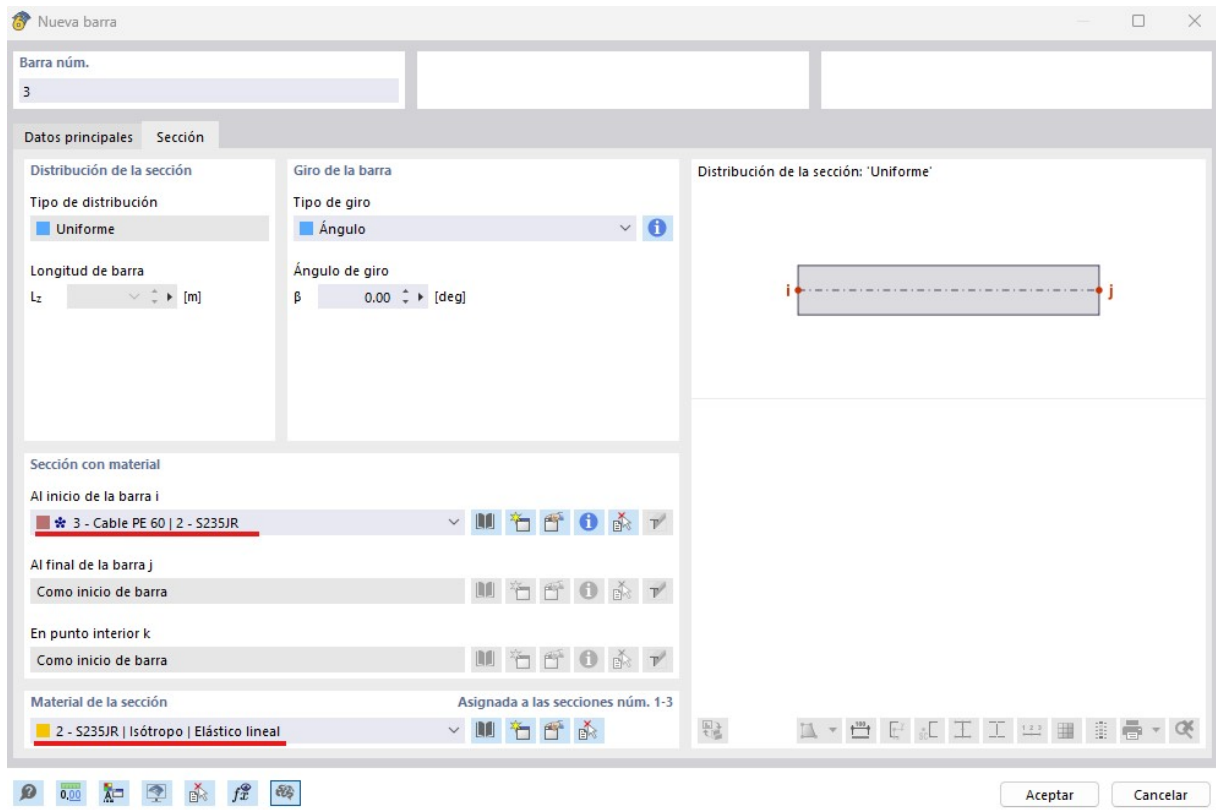 Nueva barra
Barra núm.
3
Datos principales Sección
Distribución de la sección
Tipo de distribución
Uniforme
Longitud de barra
Lz [m]
Giro de la barra
Tipo de giro
Ángulo
Ángulo de giro
β 0.00 [deg]
Distribución de la sección: 'Uniforme'
i j
Sección con material
Al inicio de la barra i
3 - Cable PE 60 | 2 - S235JR
Al final de la barra j
Como inicio de barra
En punto interior k
Como inicio de barra
Material de la sección Asignada a las secciones núm. 1-3
2 - S235JR | Isótropo | Elástico lineal
0,00
Aceptar Cancelar